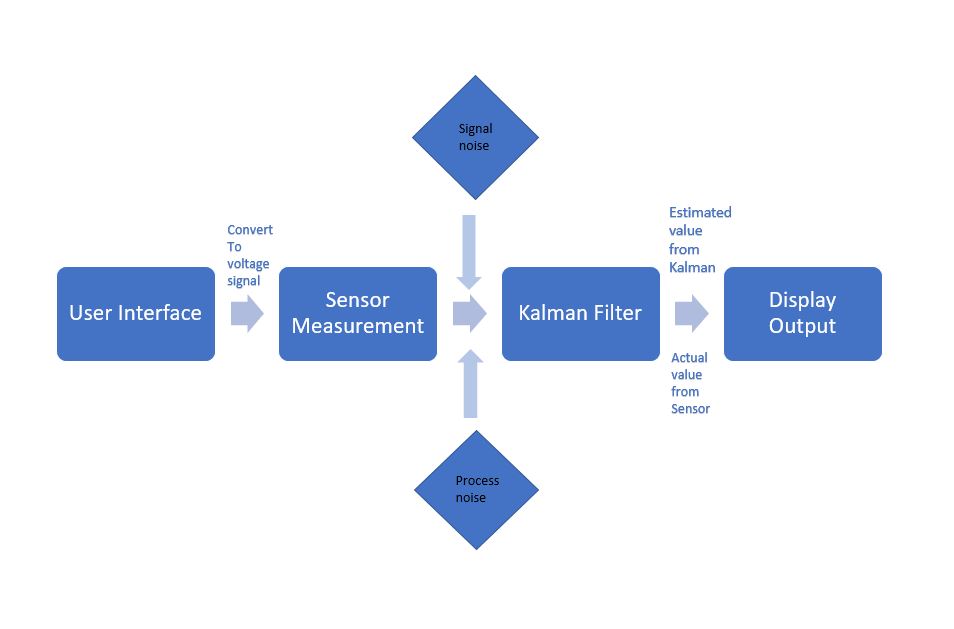 Signal
noise
Convert
To
voltage
signal
Estimated
value
from
Kalman
User Interface
Sensor
Measurement
Kalman Filter
Display
Output
Actual
value
from
Sensor
Process
noise